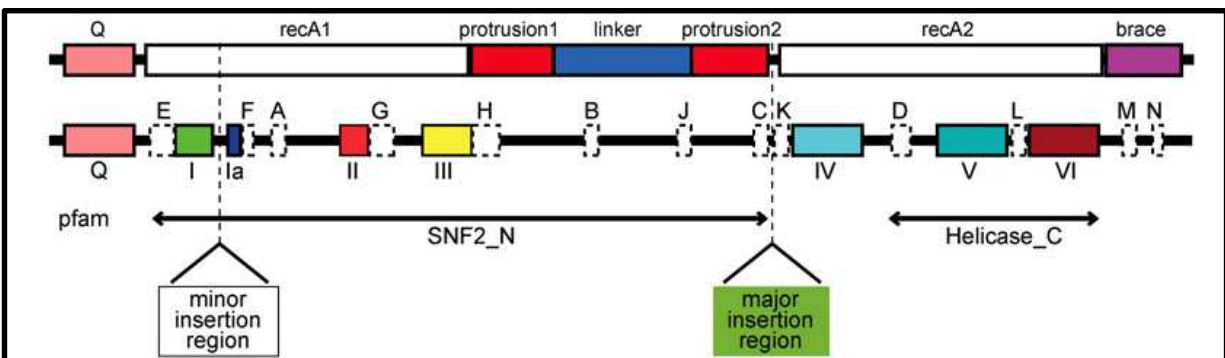 Q recA1 protrusion1 linker protrusion2 recA2 brace
E F A G H B J C K D L M N
Q I Ia II III IV V VI
pfam SNF2_N Helicase_C
minor
insertion
region
major
insertion
region